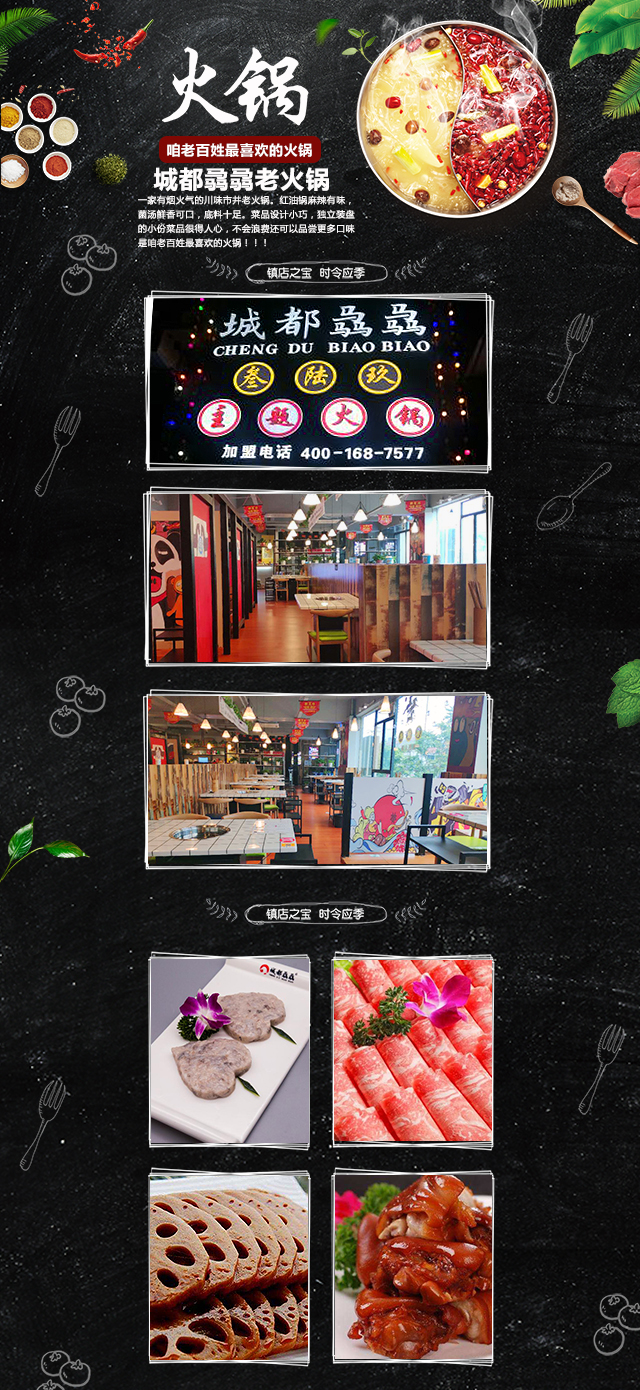 火锅
咱老百姓最喜欢的火锅
城都骉骉老火锅
一家有烟火气的川味市井老火锅。红油锅麻辣有味，
菌汤鲜香可口，底料十足。菜品设计小巧，独立装盘
的小份菜品很得人心，不会浪费还可以品尝更多口味
是咱老百姓最喜欢的火锅！！！
镇店之宝 时令应季
城都骉骉
CHENG DU BIAO BIAO
叁陆玖
主题火锅
加盟电话 400-168-7577
镇店之宝 时令应季
城都骉骉